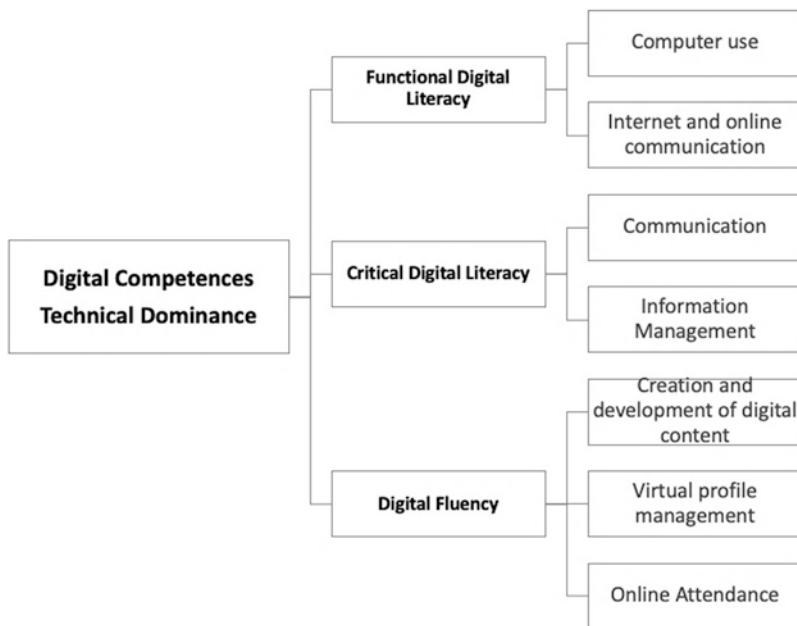 Digital Competences
Technical Dominance
Functional Digital
Literacy
Computer use
Internet and online
communication
Critical Digital Literacy
Communication
Information
Management
Digital Fluency
Creation and
development of digital
content
Virtual profile
management
Online Attendance